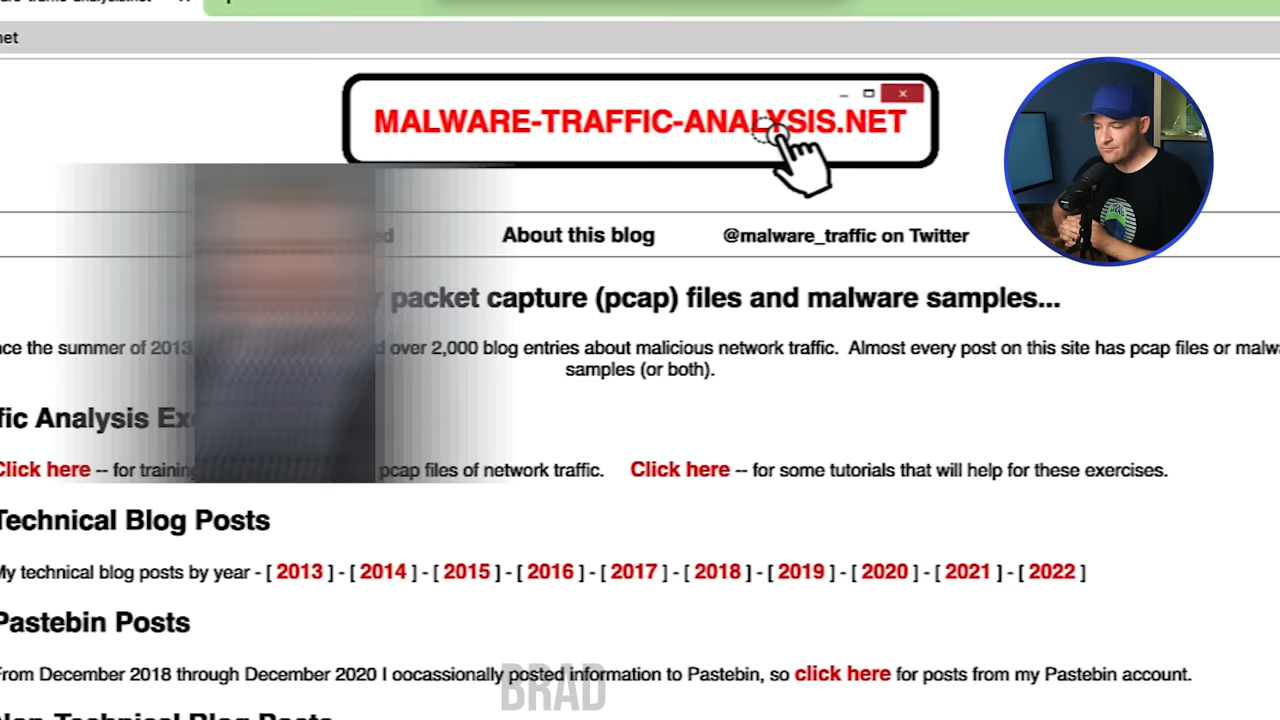 net
MALWARE-TRAFFIC-ANALYSIS.NET
About this blog @malware_traffic on Twitter
packet capture (pcap) files and malware samples...
the summer of 2013 over 2,000 blog entries about malicious network traffic. Almost every post on this site has pcap files or
samples (or both).
Analysis
Click here -- for training pcap files of network traffic. Click here -- for some tutorials that will help for these exercises.
Technical Blog Posts
My technical blog posts by year - [ 2013 ] - [ 2014 ] - [ 2015 ] - [ 2016 ] - [ 2017 ] - [ 2018 ] - [ 2019 ] - [ 2020 ] - [ 2021 ] - [ 2022 ]
Pastebin Posts
From December 2018 through December 2020 I oocassionally posted information to Pastebin, so click here for posts from my Pastebin account.
BRAD
Non-Technical Blog Posts